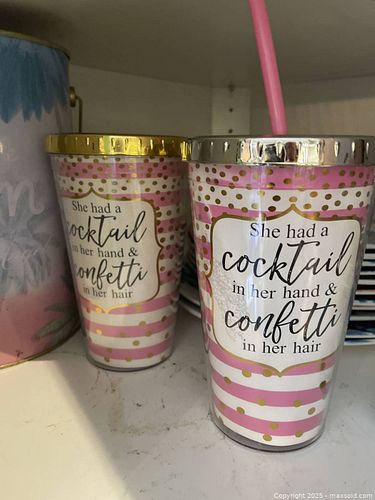 She had a
cocktail
in her hand &
confetti
in her hair
She had a
cocktail
in her hand &
confetti
in her hair
Copyright 2025 - maxsold.com